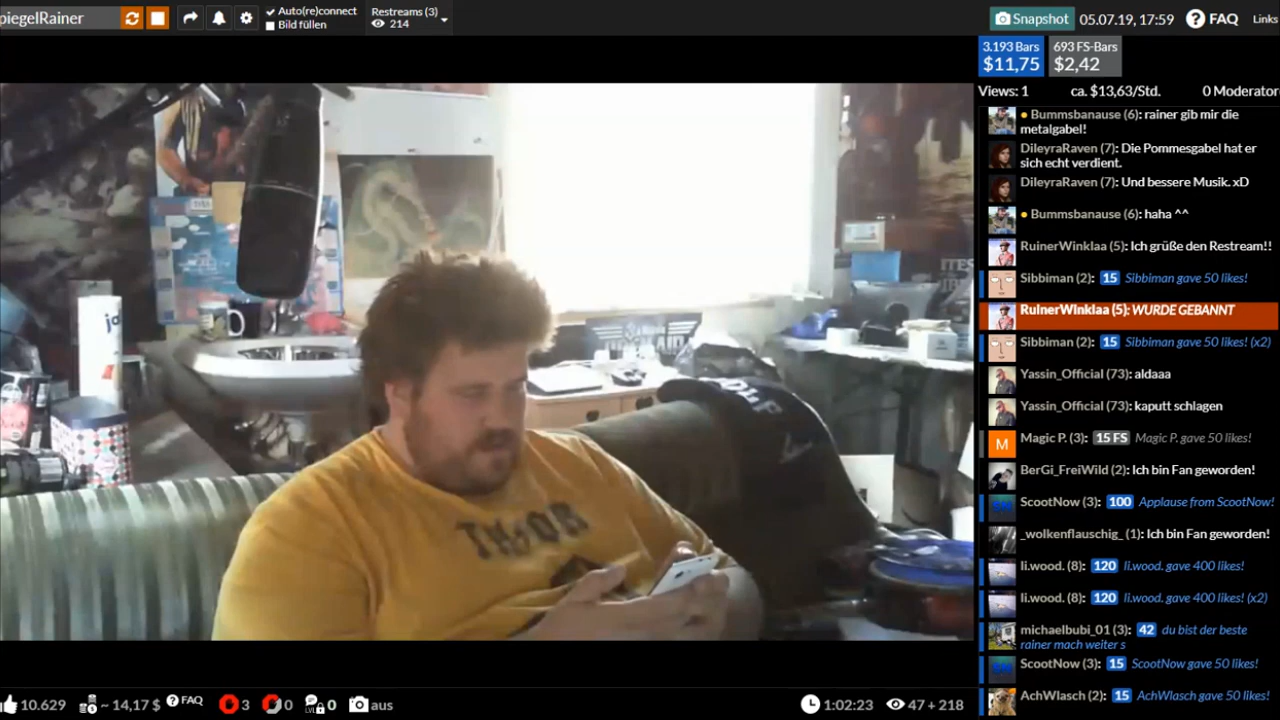 piegelRainer
Auto(re)connect
Bild füllen
Restreams (3)
214
Snapshot
05.07.19, 17:59
FAQ
Links
3.193 Bars
$11,75
693 FS-Bars
$2,42
Views: 1
ca. $13,63/Std.
0 Moderator
Bummsbanause (6): rainer gib mir die
metalgabel!
DileyraRaven (7): Die Pommesgabel hat er
sich echt verdient.
DileyraRaven (7): Und bessere Musik. xD
Bummsbanause (6): haha ^^
RuinerWinklaa (5): Ich grüße den Restream!!
Sibbiman (2): 15 Sibbiman gave 50 likes!
RuinerWinklaa (5): WURDE GEBANNT
Sibbiman (2): 15 Sibbiman gave 50 likes! (x2)
Yassin_Official (73): aldaaa
Yassin_Official (73): kaputt schlagen
M
Magic P. (3): 15 FS Magic P. gave 50 likes!
BerGi_FreiWild (2): Ich bin Fan geworden!
ScootNow (3): 100 Applause from ScootNow!
_wolkenflauschig_ (1): Ich bin Fan geworden!
li.wood. (8): 120 li.wood. gave 400 likes!
li.wood. (8): 120 li.wood. gave 400 likes! (x2)
michaelbubi_01 (3): 42 du bist der beste
rainer mach weiter s
ScootNow (3): 15 ScootNow gave 50 likes!
AchWlasch (2): 15 AchWlasch gave 50 likes!
ja
THOR
10.629
~ 14,17 $
FAQ
3
0
LVL
0
aus
1:02:23
47 + 218